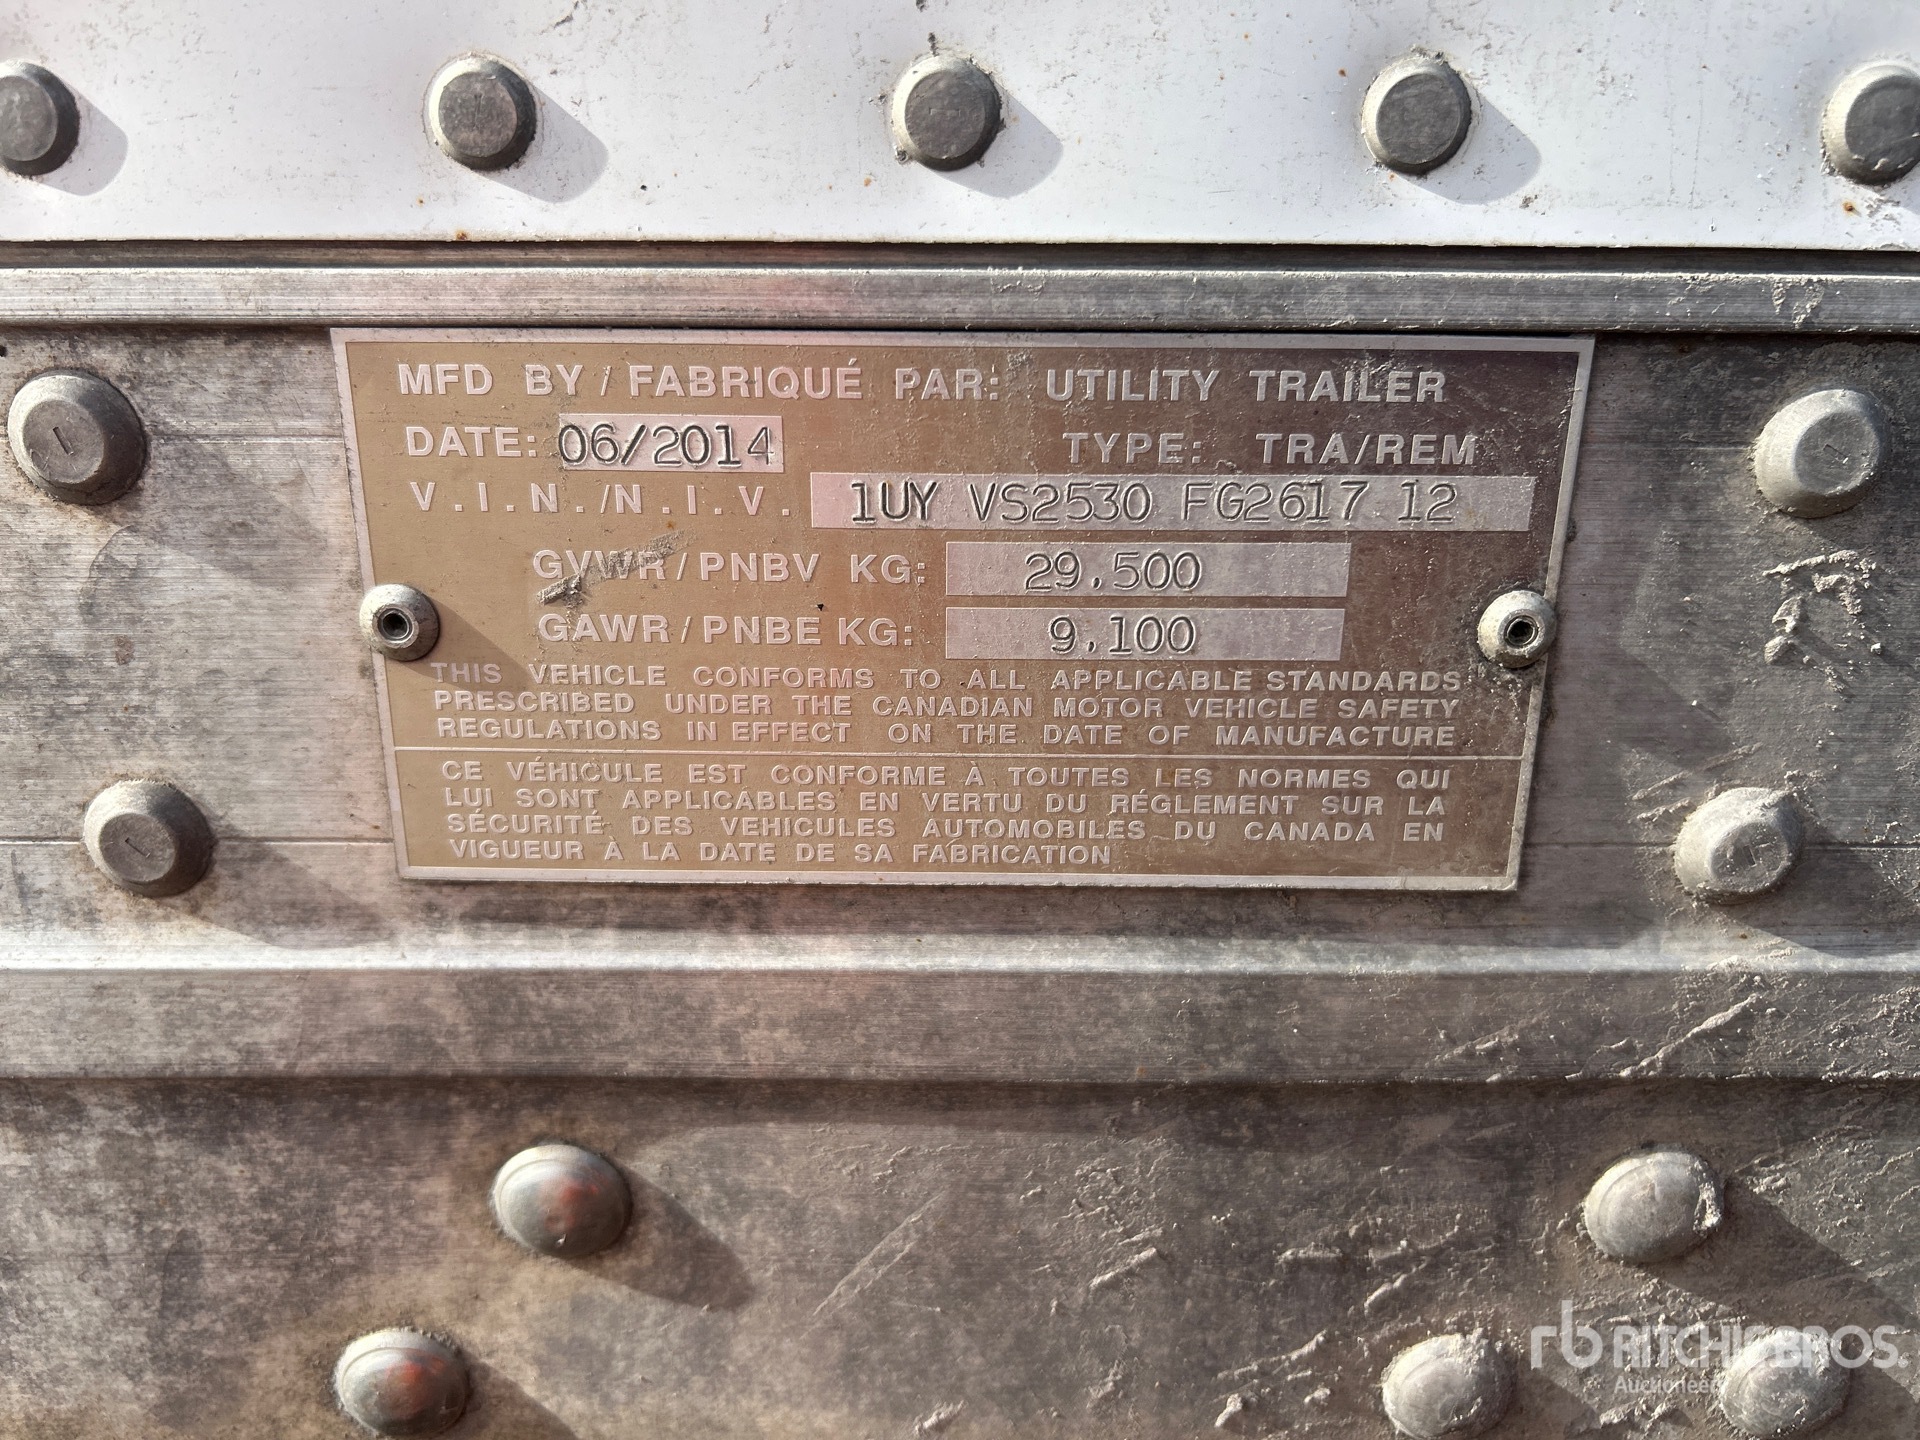 MFD BY / FABRIQUÉ PAR: UTILITY TRAILER
DATE: 06/2014 TYPE: TRA/REM
V.I.N./N.I.V. 1UY VS2530 FG2617 12
GVWR/PNBV KG: 29,500
GAWR/PNBE KG: 9,100
THIS VEHICLE CONFORMS TO ALL APPLICABLE STANDARDS
PRESCRIBED UNDER THE CANADIAN MOTOR VEHICLE SAFETY
REGULATIONS IN EFFECT ON THE DATE OF MANUFACTURE
CE VÉHICULE EST CONFORME À TOUTES LES NORMES QUI
LUI SONT APPLICABLES EN VERTU DU RÉGLEMENT SUR LA
SÉCURITÉ DES VEHICULES AUTOMOBILES DU CANADA EN
VIGUEUR À LA DATE DE SA FABRICATION
rb RITCHIE BROS.
Auctioneers